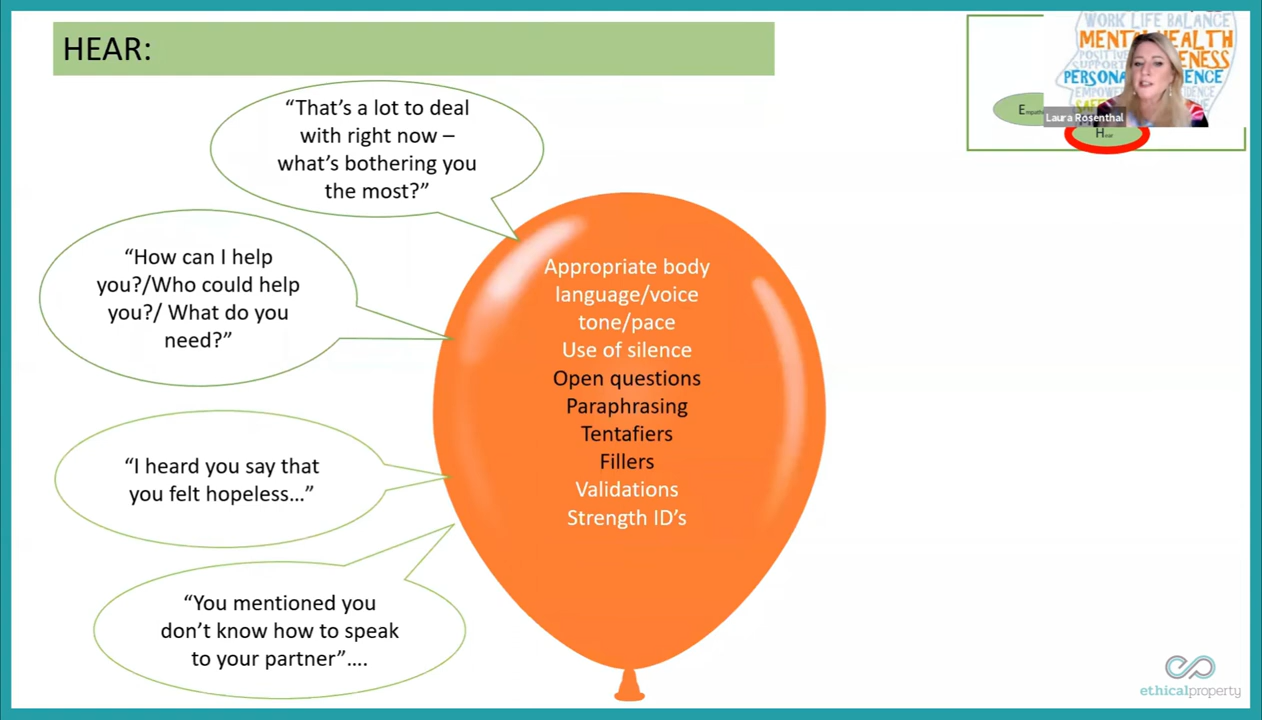 HEAR:
“That’s a lot to deal
with right now –
what’s bothering you
the most?”
“How can I help
you?/Who could help
you?/ What do you
need?”
“I heard you say that
you felt hopeless…”
“You mentioned you
don’t know how to speak
to your partner”….
Appropriate body
language/voice
tone/pace
Use of silence
Open questions
Paraphrasing
Tentafiers
Fillers
Validations
Strength ID’s
WORK LIFE BALANCE
MENTAL HEALTH
Laura Rosenthal
Hear
ethicalproperty